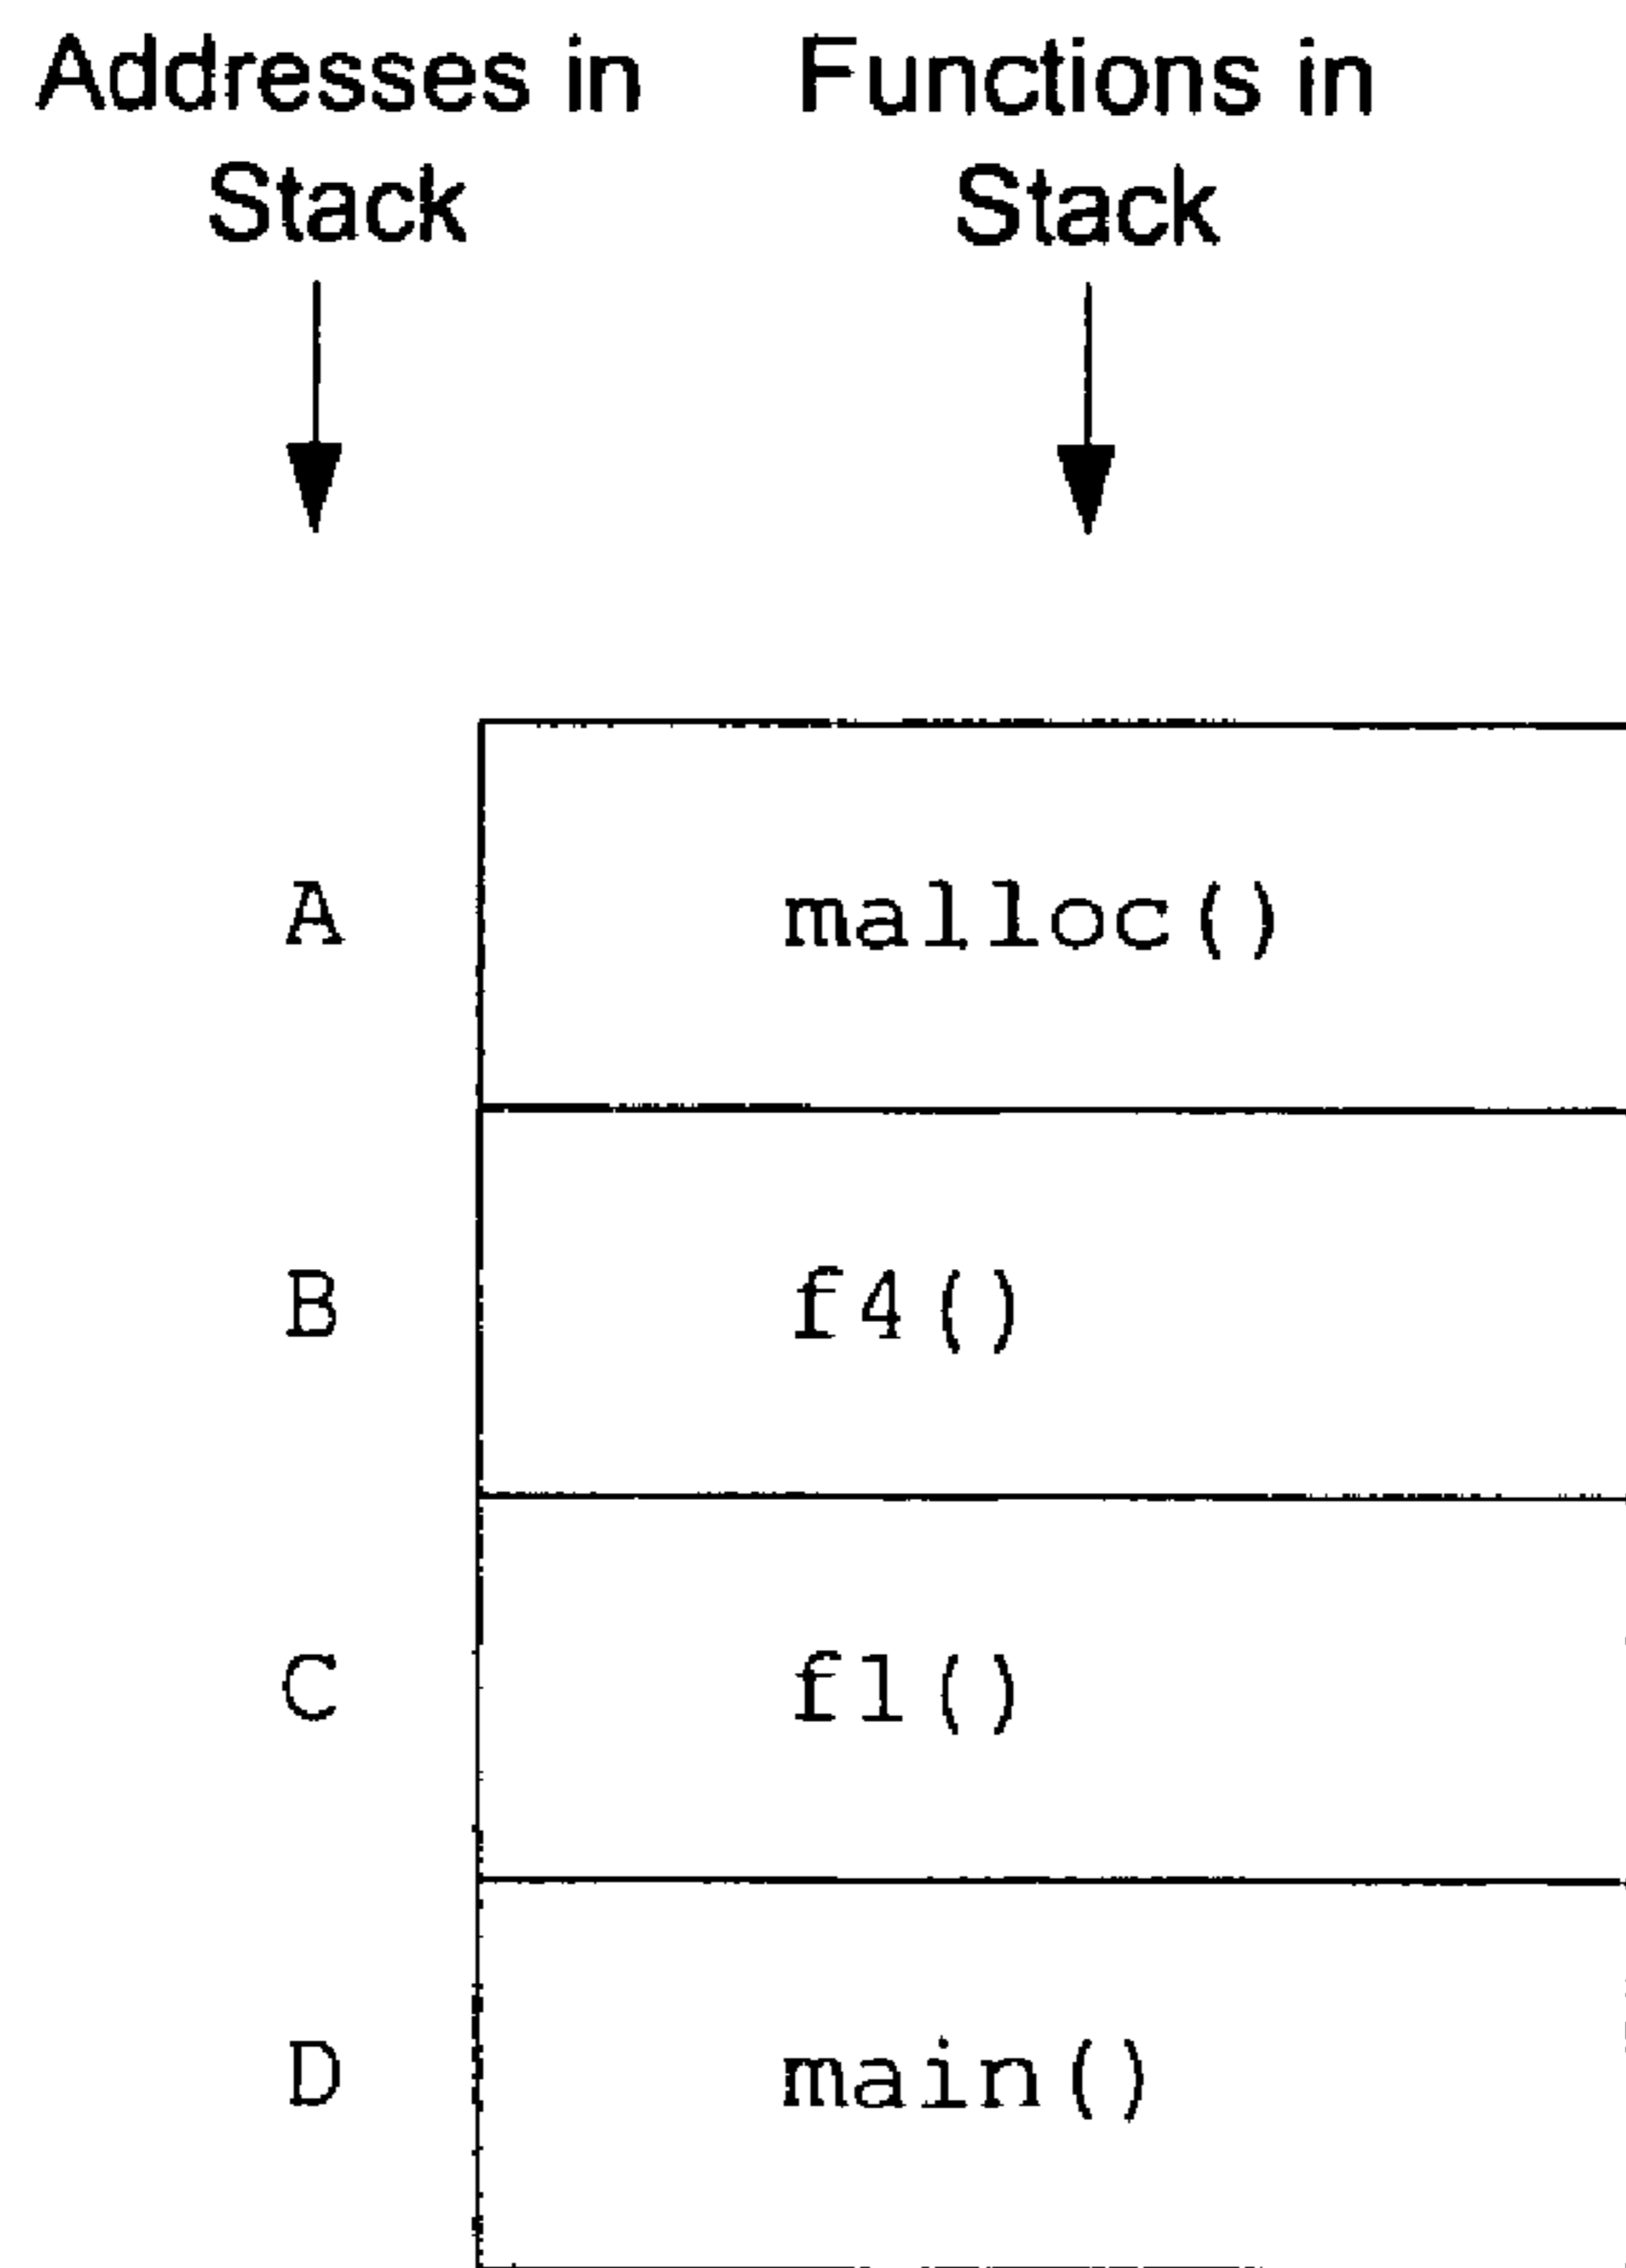 Addresses in Functions in
Stack Stack
A malloc()
B f4()
C f1()
D main()